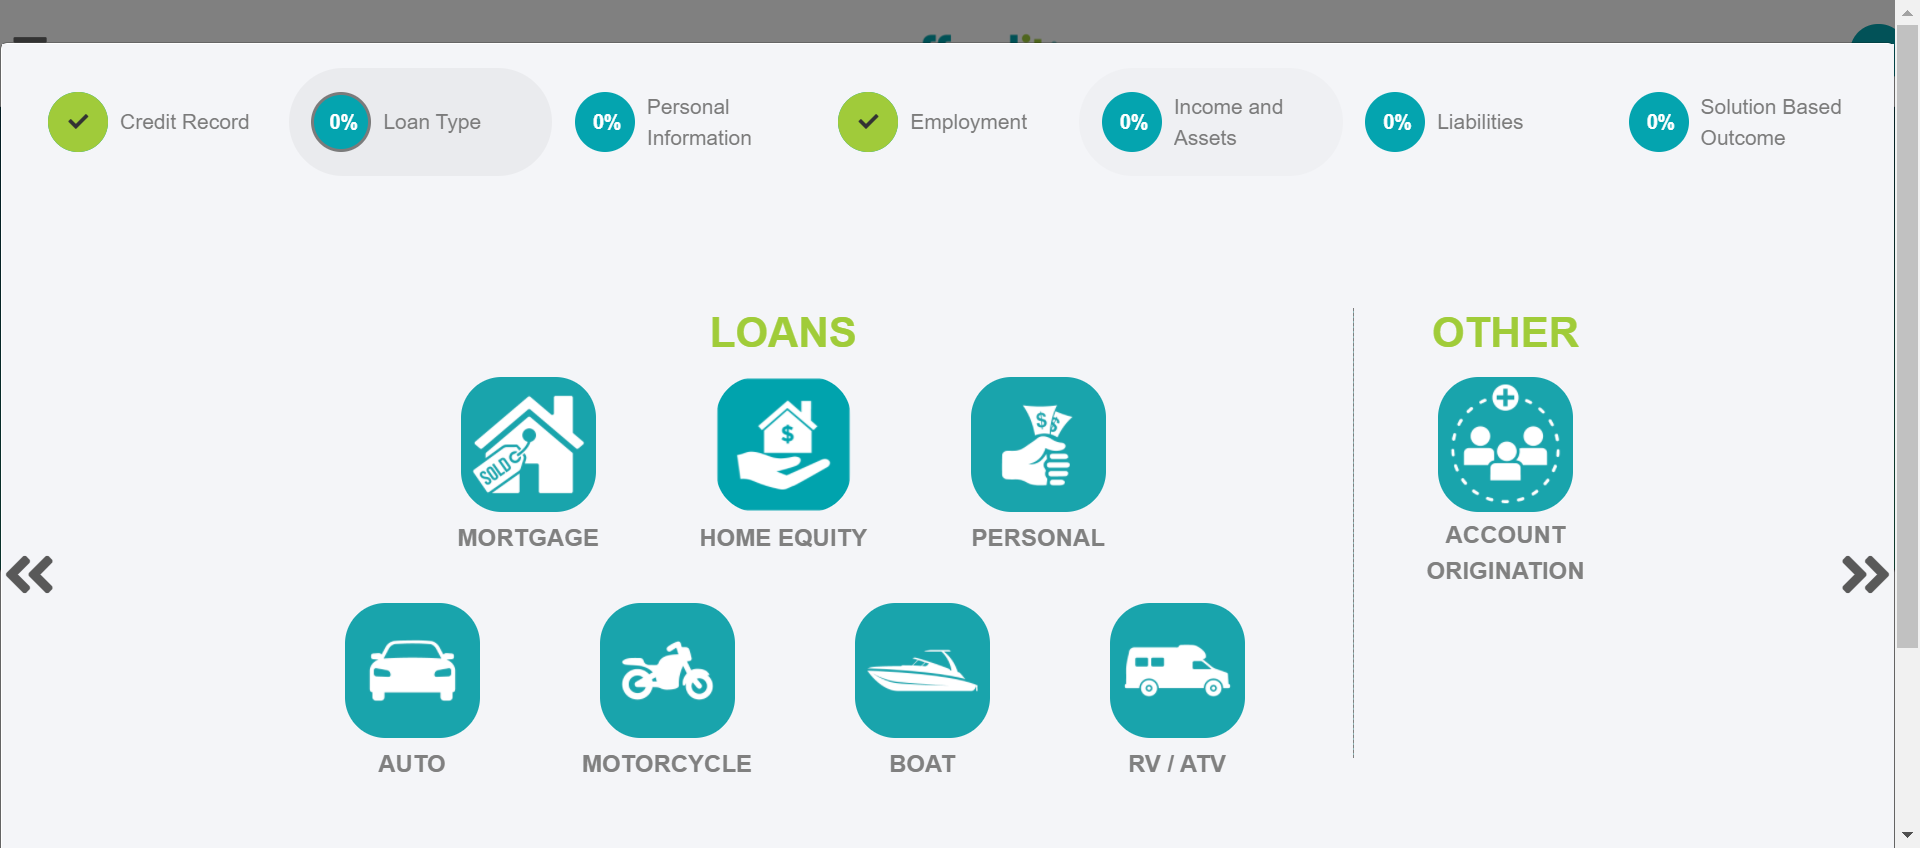 Credit Record
0%
Loan Type
0%
Personal
Information
Employment
0%
Income and
Assets
0%
Liabilities
0%
Solution Based
Outcome
LOANS
OTHER
SOLD
$
$
$
MORTGAGE
HOME EQUITY
PERSONAL
ACCOUNT
ORIGINATION
AUTO
MOTORCYCLE
BOAT
RV / ATV